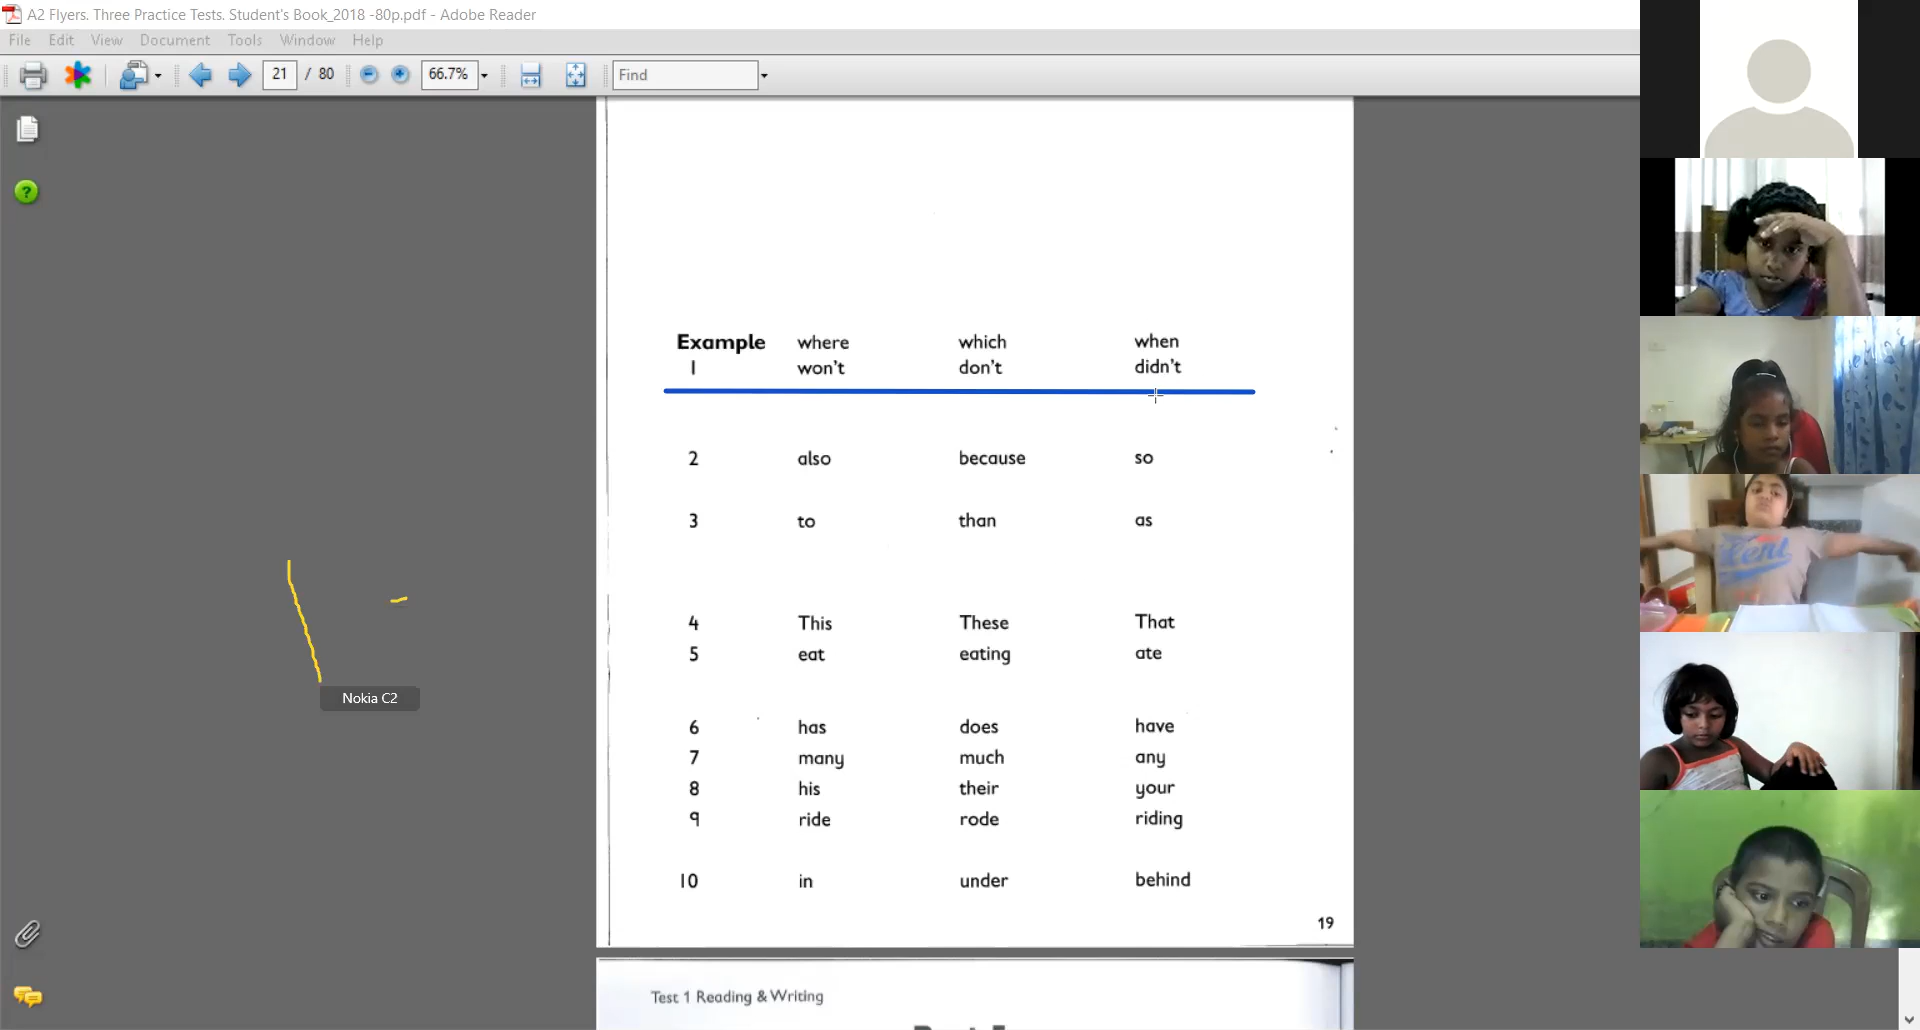 A2 Flyers. Three Practice Tests. Student's Book_2018 -80p.pdf - Adobe Reader
File Edit View Document Tools Window Help
21 / 80 66.7% Find
Example where which when
1 won't don't didn't
2 also because so
3 to than as
4 This These That
5 eat eating ate
Nokia C2
6 has does have
7 many much any
8 his their your
9 ride rode riding
10 in under behind
19
Test 1 Reading & Writing